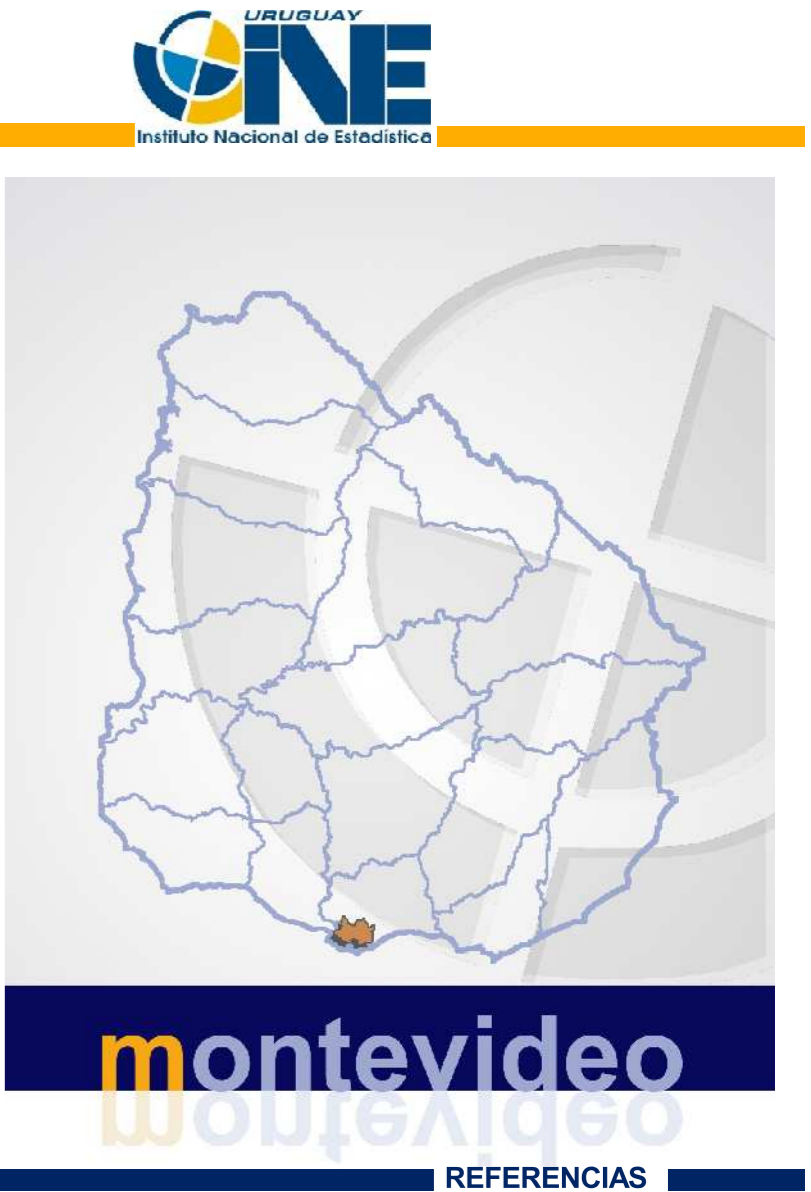 URUGUAY
INE
Instituto Nacional de Estadística
montevideo
REFERENCIAS